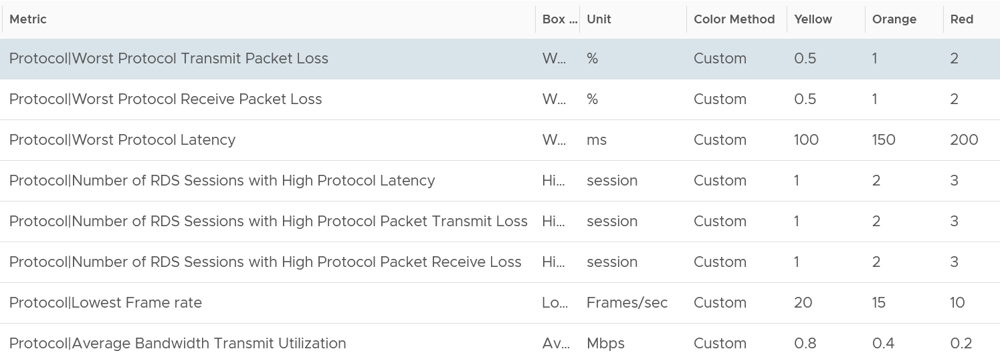 Metric Box ... Unit Color Method Yellow Orange Red
Protocol|Worst Protocol Transmit Packet Loss W... % Custom 0.5 1 2
Protocol|Worst Protocol Receive Packet Loss W... % Custom 0.5 1 2
Protocol|Worst Protocol Latency W... ms Custom 100 150 200
Protocol|Number of RDS Sessions with High Protocol Latency Hi... session Custom 1 2 3
Protocol|Number of RDS Sessions with High Protocol Packet Transmit Loss Hi... session Custom 1 2 3
Protocol|Number of RDS Sessions with High Protocol Packet Receive Loss Hi... session Custom 1 2 3
Protocol|Lowest Frame rate Lo... Frames/sec Custom 20 15 10
Protocol|Average Bandwidth Transmit Utilization Av... Mbps Custom 0.8 0.4 0.2